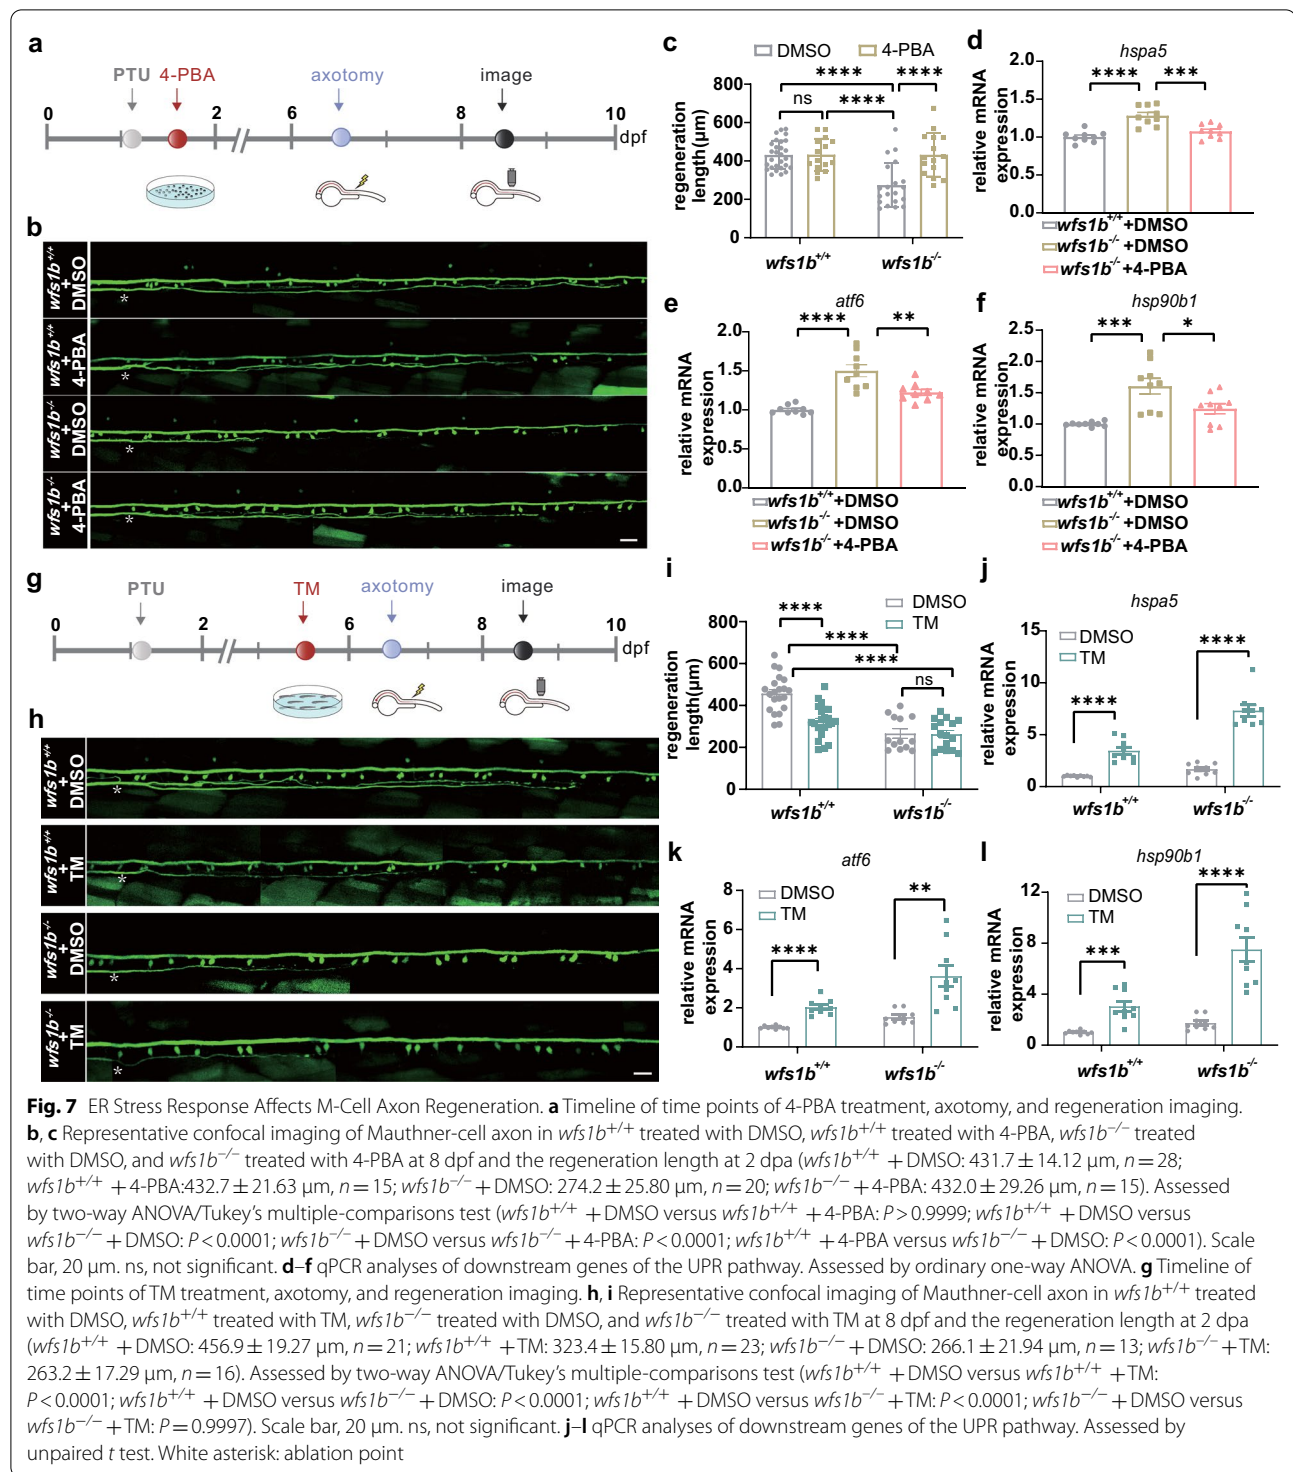 a
PTU 4-PBA axotomy image
0 2 6 8 10
dpf
b
wfs1b+/+ +DMSO
wfs1b+/+ +4-PBA
wfs1b-/- +DMSO
wfs1b-/- +4-PBA
*
*
*
*
c
DMSO 4-PBA
regeneration length(μm)
800
600
400
200
0
**** ****
ns ****
wfs1b+/+ wfs1b-/-
d
hspa5
relative mRNA expression
2.0
1.5
1.0
0.5
0.0
**** ***
wfs1b+/+ +DMSO
wfs1b-/- +DMSO
wfs1b-/- +4-PBA
e
atf6
relative mRNA expression
2.0
1.5
1.0
0.5
0.0
**** **
wfs1b+/+ +DMSO
wfs1b-/- +DMSO
wfs1b-/- +4-PBA
f
hsp90b1
relative mRNA expression
2.5
2.0
1.5
1.0
0.5
0.0
*** *
wfs1b+/+ +DMSO
wfs1b-/- +DMSO
wfs1b-/- +4-PBA
g
PTU TM axotomy image
0 2 6 8 10
dpf
h
wfs1b+/+ +DMSO
wfs1b+/+ +TM
wfs1b-/- +DMSO
wfs1b-/- +TM
*
*
*
*
i
DMSO
TM
regeneration length(μm)
800
600
400
200
0
****
****
****
ns
wfs1b+/+ wfs1b-/-
j
hspa5
DMSO
TM
relative mRNA expression
15
10
5
0
**** ****
wfs1b+/+ wfs1b-/-
k
atf6
DMSO
TM
relative mRNA expression
8
6
4
2
0
**** **
wfs1b+/+ wfs1b-/-
l
hsp90b1
DMSO
TM
relative mRNA expression
12
8
4
0
*** ****
wfs1b+/+ wfs1b-/-
Fig. 7 ER Stress Response Affects M-Cell Axon Regeneration. a Timeline of time points of 4-PBA treatment, axotomy, and regeneration imaging.
b, c Representative confocal imaging of Mauthner-cell axon in wfs1b+/+ treated with DMSO, wfs1b+/+ treated with 4-PBA, wfs1b−/− treated
with DMSO, and wfs1b−/− treated with 4-PBA at 8 dpf and the regeneration length at 2 dpa (wfs1b+/+ + DMSO: 431.7 ± 14.12 μm, n = 28;
wfs1b+/+ + 4-PBA:432.7 ± 21.63 μm, n = 15; wfs1b−/− + DMSO: 274.2 ± 25.80 μm, n = 20; wfs1b−/− + 4-PBA: 432.0 ± 29.26 μm, n = 15). Assessed
by two-way ANOVA/Tukey's multiple-comparisons test (wfs1b+/+ + DMSO versus wfs1b+/+ + 4-PBA: P > 0.9999; wfs1b+/+ + DMSO versus
wfs1b−/− + DMSO: P < 0.0001; wfs1b−/− + DMSO versus wfs1b−/− + 4-PBA: P < 0.0001; wfs1b+/+ + 4-PBA versus wfs1b−/− + DMSO: P < 0.0001). Scale
bar, 20 μm. ns, not significant. d–f qPCR analyses of downstream genes of the UPR pathway. Assessed by ordinary one-way ANOVA. g Timeline of
time points of TM treatment, axotomy, and regeneration imaging. h, i Representative confocal imaging of Mauthner-cell axon in wfs1b+/+ treated
with DMSO, wfs1b+/+ treated with TM, wfs1b−/− treated with DMSO, and wfs1b−/− treated with TM at 8 dpf and the regeneration length at 2 dpa
(wfs1b+/+ + DMSO: 456.9 ± 19.27 μm, n = 21; wfs1b+/+ + TM: 323.4 ± 15.80 μm, n = 23; wfs1b−/− + DMSO: 266.1 ± 21.94 μm, n = 13; wfs1b−/− + TM:
263.2 ± 17.29 μm, n = 16). Assessed by two-way ANOVA/Tukey's multiple-comparisons test (wfs1b+/+ + DMSO versus wfs1b+/+ + TM:
P < 0.0001; wfs1b+/+ + DMSO versus wfs1b−/− + DMSO: P < 0.0001; wfs1b+/+ + DMSO versus wfs1b−/− + TM: P < 0.0001; wfs1b−/− + DMSO versus
wfs1b−/− + TM: P = 0.9997). Scale bar, 20 μm. ns, not significant. j–l qPCR analyses of downstream genes of the UPR pathway. Assessed by
unpaired t test. White asterisk: ablation point